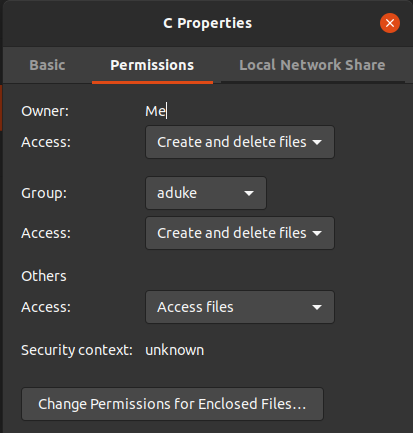 C Properties
Basic Permissions Local Network Share
Owner: Me
Access: Create and delete files
Group: aduke
Access: Create and delete files
Others
Access: Access files
Security context: unknown
Change Permissions for Enclosed Files…